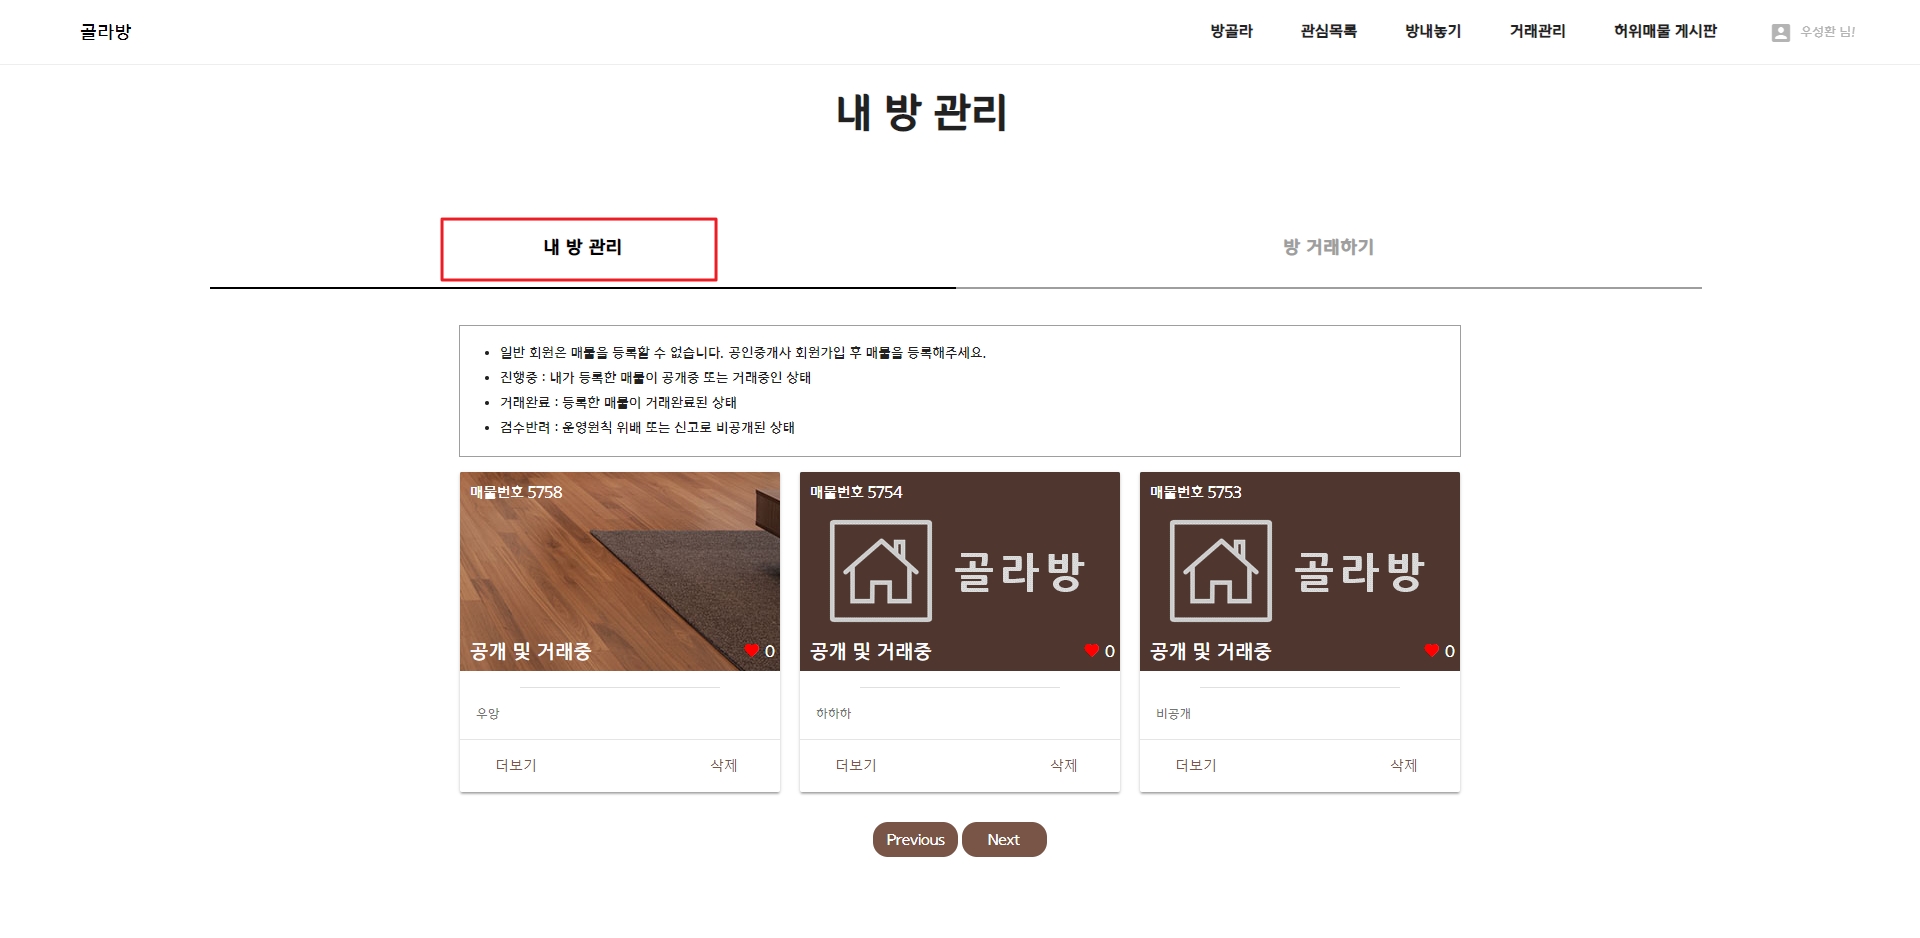 골라방
방골라 관심목록 방내놓기 거래관리 허위매물 게시판 우성환 님!
내 방 관리
내 방 관리 방 거래하기
일반 회원은 매물을 등록할 수 없습니다. 공인중개사 회원가입 후 매물을 등록해주세요.
진행중 : 내가 등록한 매물이 공개중 또는 거래중인 상태
거래완료 : 등록한 매물이 거래완료된 상태
검수반려 : 운영원칙 위배 또는 신고로 비공개된 상태
매물번호 5758
공개 및 거래중 0
우앙
더보기 삭제
매물번호 5754
골라방
공개 및 거래중 0
하하하
더보기 삭제
매물번호 5753
골라방
공개 및 거래중 0
비공개
더보기 삭제
Previous Next